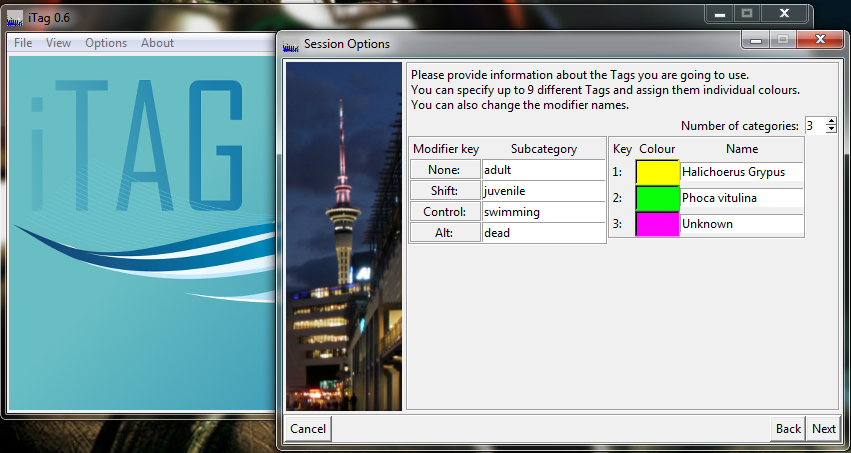 iTag 0.6
File View Options About
iTAG
Session Options
Please provide information about the Tags you are going to use.
You can specify up to 9 different Tags and assign them individual colours.
You can also change the modifier names.
Number of categories: 3
Modifier key Subcategory
None: adult
Shift: juvenile
Control: swimming
Alt: dead
Key Colour Name
1: Halichoerus Grypus
2: Phoca vitulina
3: Unknown
Cancel Back Next